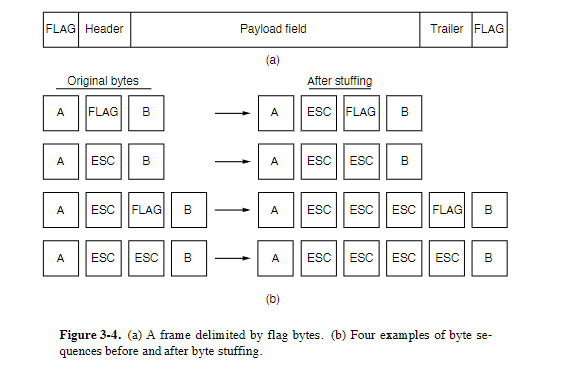 FLAG Header Payload field Trailer FLAG
(a)
Original bytes After stuffing
A FLAG B A ESC FLAG B
A ESC B A ESC ESC B
A ESC FLAG B A ESC ESC ESC FLAG B
A ESC ESC B A ESC ESC ESC ESC B
(b)
Figure 3-4. (a) A frame delimited by flag bytes. (b) Four examples of byte se-
quences before and after byte stuffing.